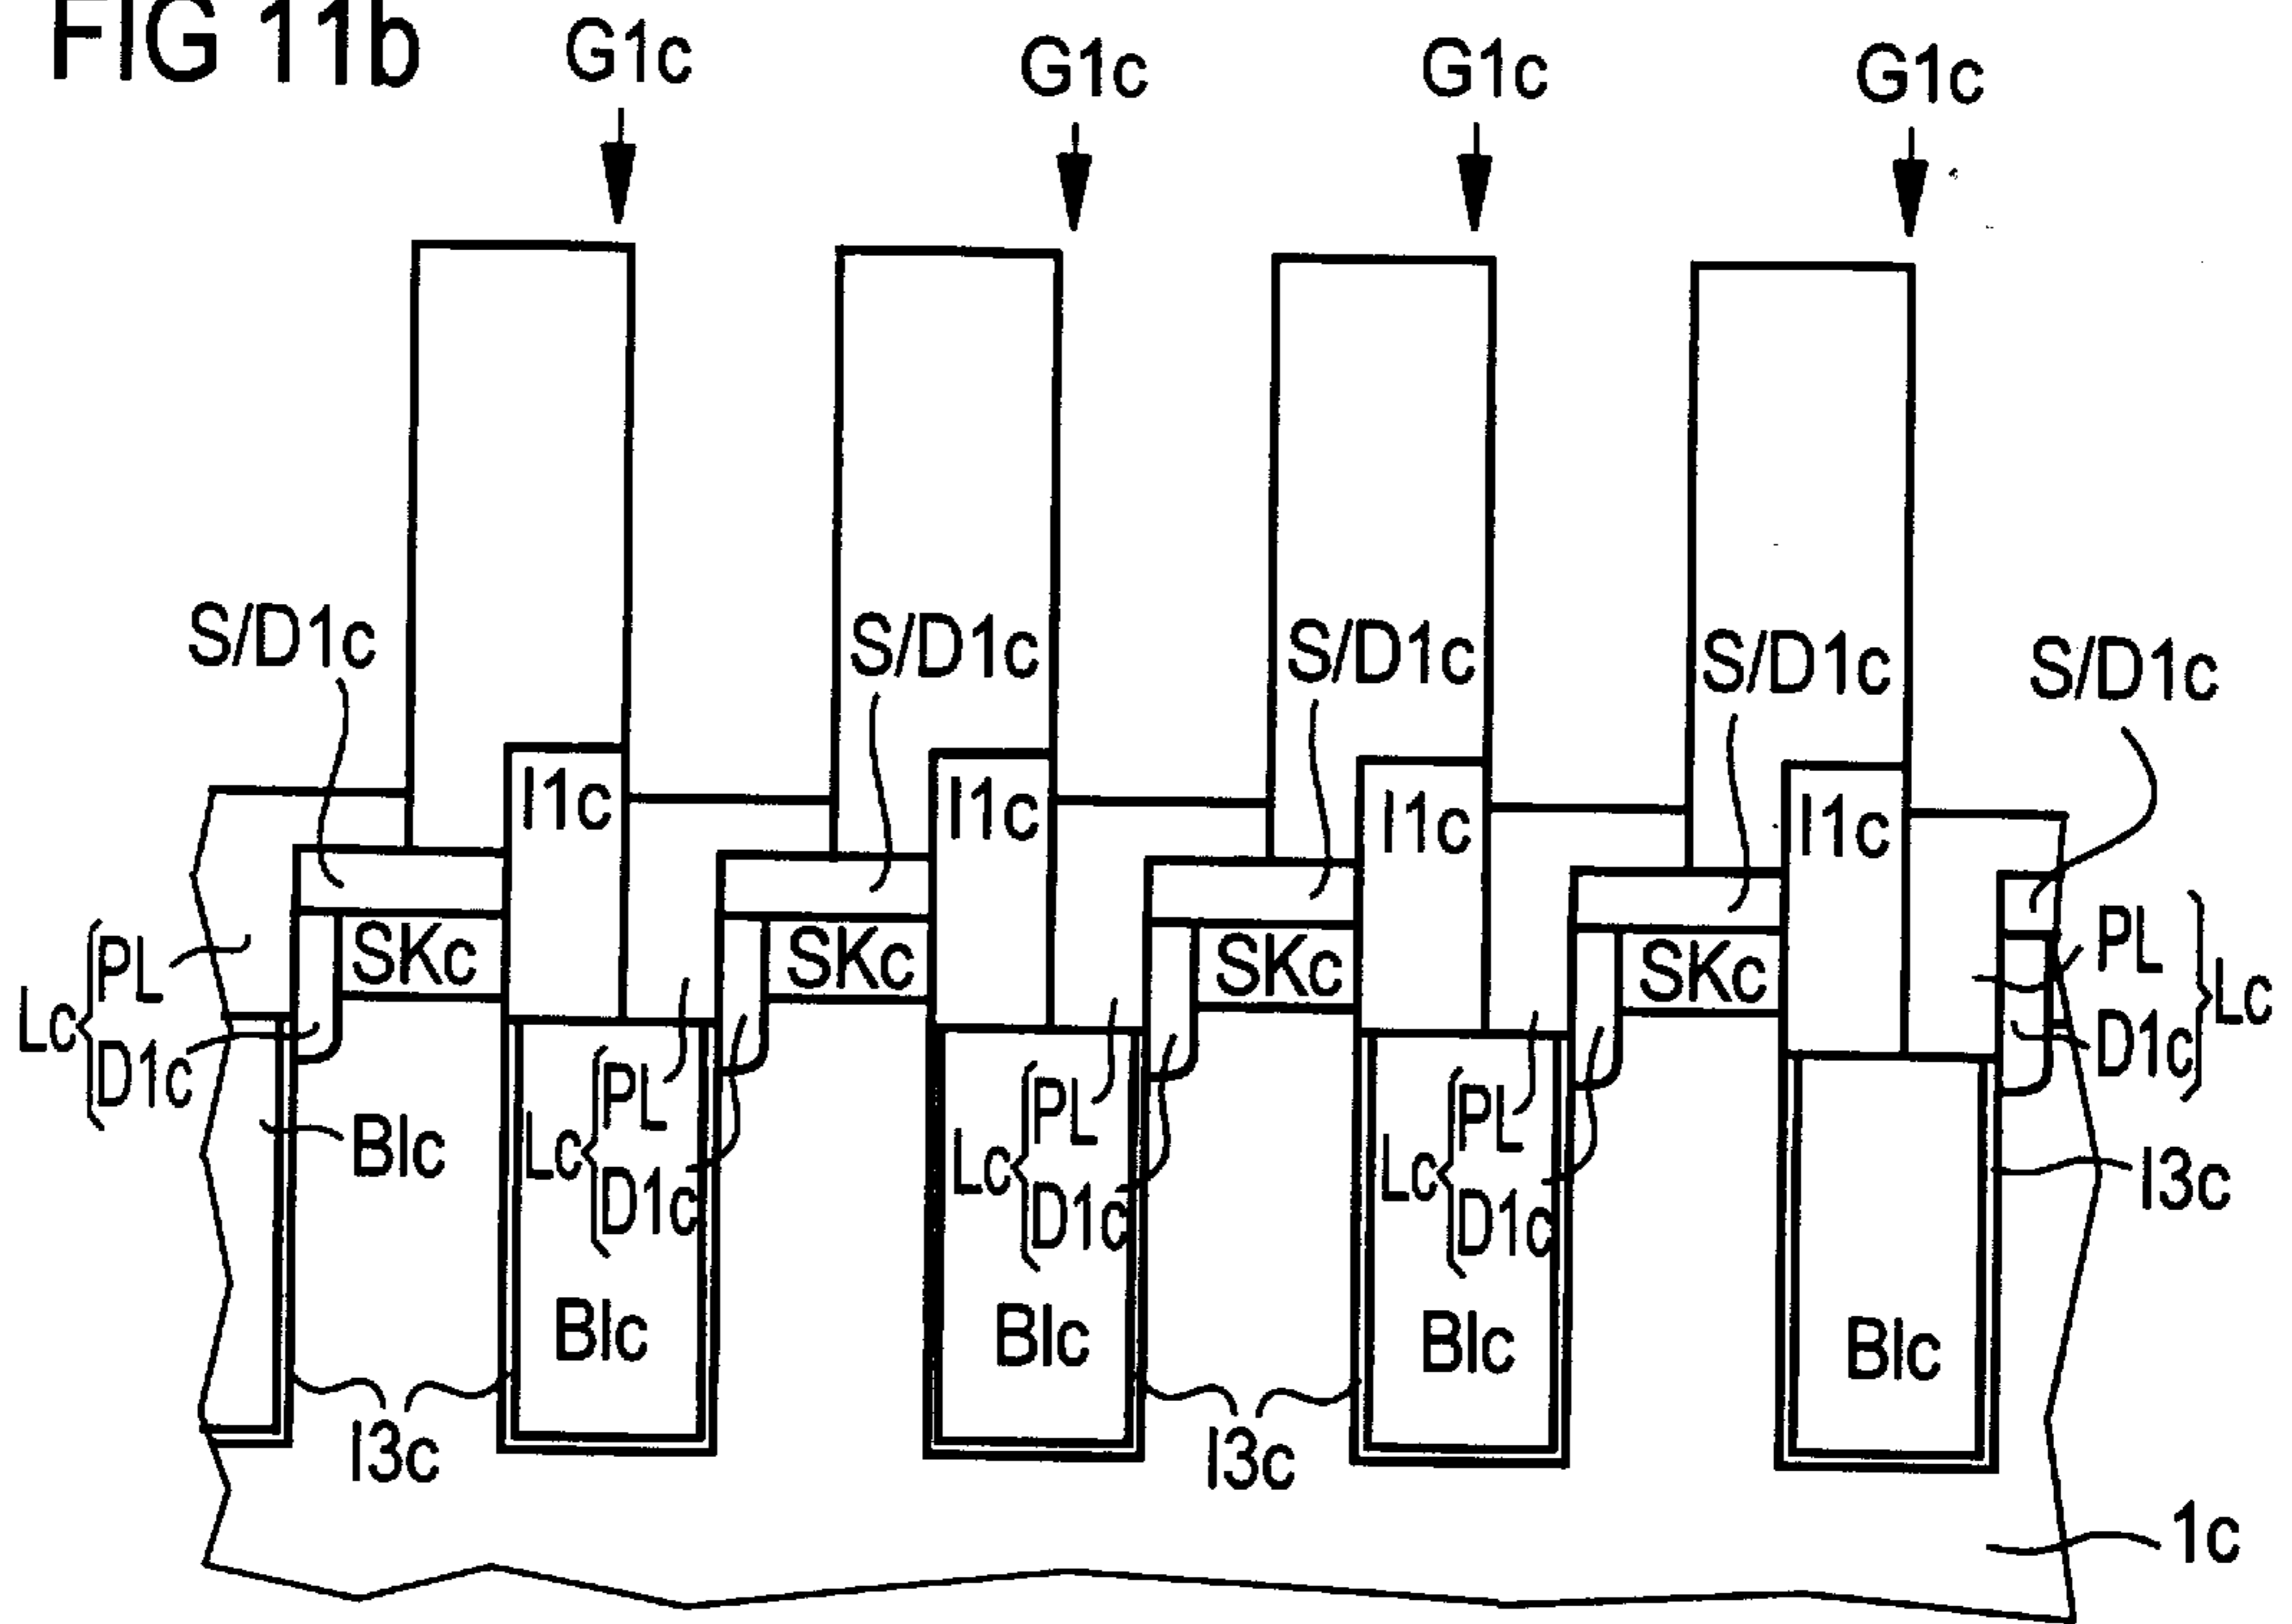 FIG 11b
G1c
G1c
G1c
G1c
S/D1c
S/D1c
S/D1c
S/D1c
S/D1c
I1c
I1c
I1c
I1c
SKc
SKc
SKc
SKc
Lc { PL D1c
PL D1c } Lc
Blc
Lc { PL D1c
Lc { PL D1c
Lc { PL D1c
I3c
Blc
Blc
Blc
Blc
I3c
I3c
1c